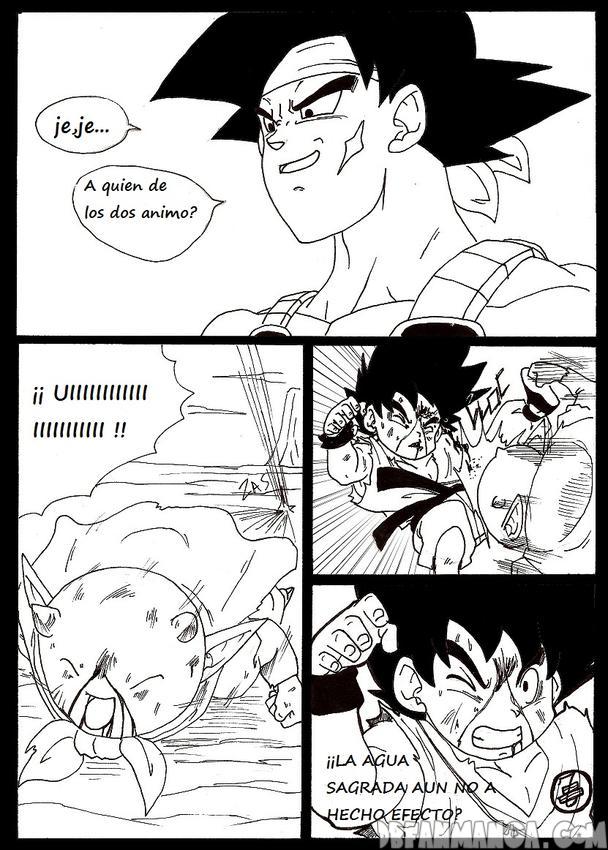 je,je...
A quien de
los dos animo?
¡¡ UIIIIIIIIIIII
IIIIIIIIIII !!
¡¡LA AGUA
SAGRADA AUN NO A
HECHO EFECTO?
DBFANMANGA.COM